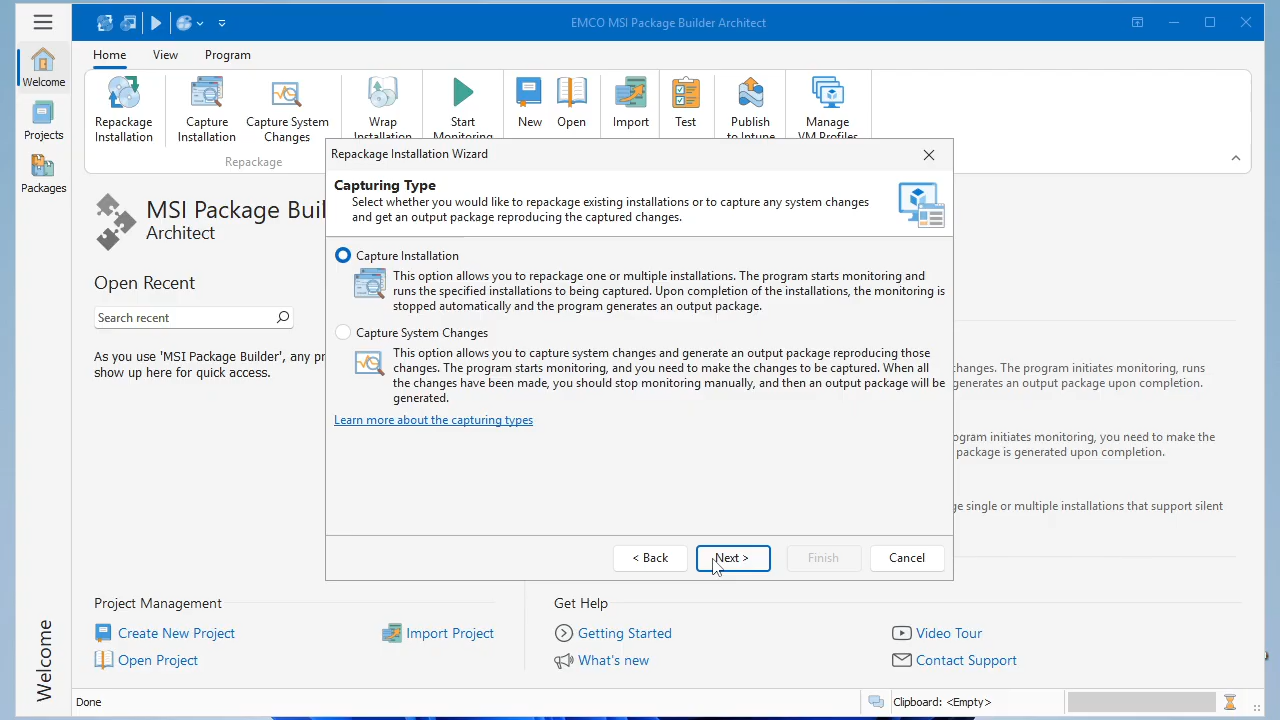 EMCO MSI Package Builder Architect
Home
View
Program
Welcome
Projects
Packages
Repackage
Installation
Capture
Installation
Capture System
Changes
Wrap
Installation
Start
Monitoring
New
Open
Import
Test
Publish
to Intune
Manage
VM Profiles
Repackage
MSI Package Buil
Architect
Open Recent
Search recent
As you use 'MSI Package Builder', any pr
show up here for quick access.
Repackage Installation Wizard
Capturing Type
Select whether you would like to repackage existing installations or to capture any system changes
and get an output package reproducing the captured changes.
Capture Installation
This option allows you to repackage one or multiple installations. The program starts monitoring and
runs the specified installations to being captured. Upon completion of the installations, the monitoring is
stopped automatically and the program generates an output package.
Capture System Changes
This option allows you to capture system changes and generate an output package reproducing those
changes. The program starts monitoring, and you need to make the changes to be captured. When all
the changes have been made, you should stop monitoring manually, and then an output package will be
generated.
Learn more about the capturing types
< Back
Next >
Finish
Cancel
changes. The program initiates monitoring, runs
generates an output package upon completion.
ogram initiates monitoring, you need to make the
package is generated upon completion.
ge single or multiple installations that support silent
Project Management
Create New Project
Import Project
Open Project
Get Help
Getting Started
Video Tour
What's new
Contact Support
Welcome
Done
Clipboard: <Empty>